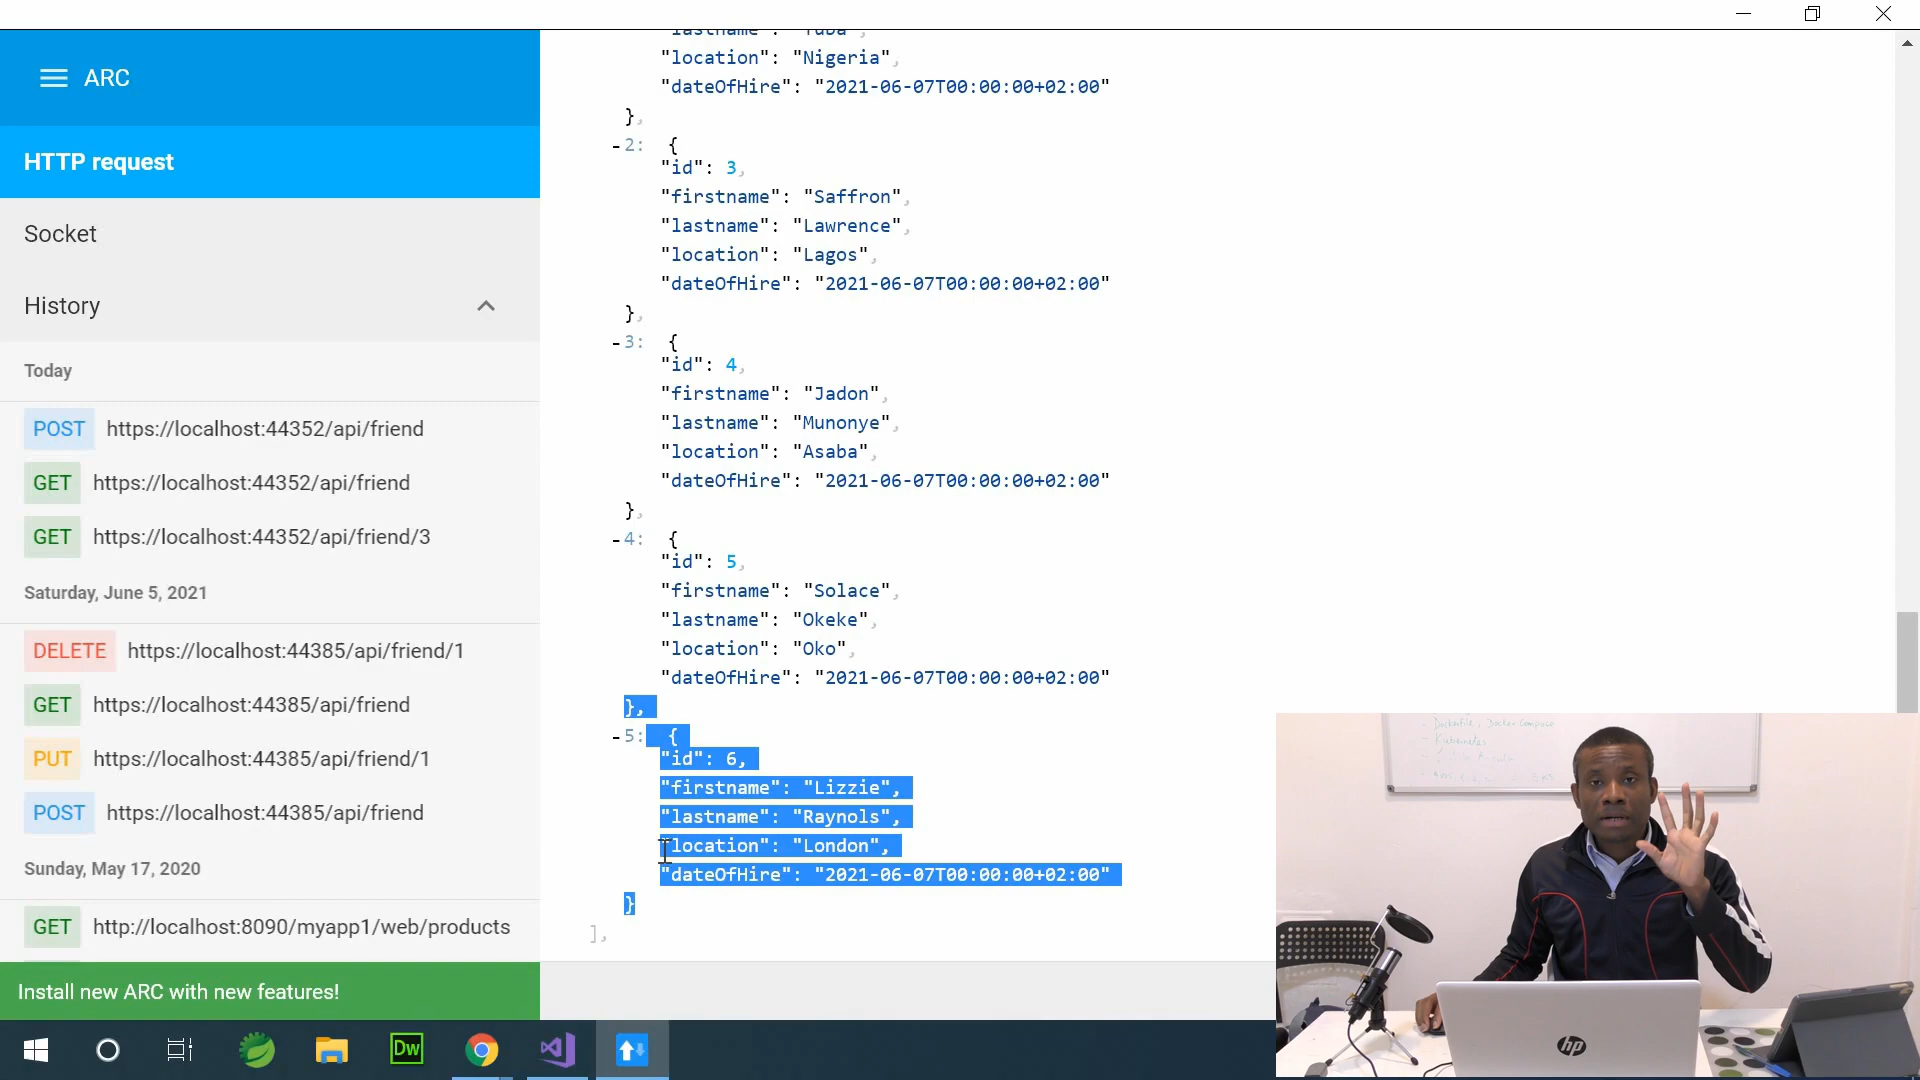 ARC
HTTP request
Socket
History
Today
POST https://localhost:44352/api/friend
GET https://localhost:44352/api/friend
GET https://localhost:44352/api/friend/3
Saturday, June 5, 2021
DELETE https://localhost:44385/api/friend/1
GET https://localhost:44385/api/friend
PUT https://localhost:44385/api/friend/1
POST https://localhost:44385/api/friend
Sunday, May 17, 2020
GET http://localhost:8090/myapp1/web/products
Install new ARC with new features!
"lastname": "Tuba",
"location": "Nigeria",
"dateOfHire": "2021-06-07T00:00:00+02:00"
},
-2: {
"id": 3,
"firstname": "Saffron",
"lastname": "Lawrence",
"location": "Lagos",
"dateOfHire": "2021-06-07T00:00:00+02:00"
},
-3: {
"id": 4,
"firstname": "Jadon",
"lastname": "Munonye",
"location": "Asaba",
"dateOfHire": "2021-06-07T00:00:00+02:00"
},
-4: {
"id": 5,
"firstname": "Solace",
"lastname": "Okeke",
"location": "Oko",
"dateOfHire": "2021-06-07T00:00:00+02:00"
},
-5: {
"id": 6,
"firstname": "Lizzie",
"lastname": "Raynols",
"location": "London",
"dateOfHire": "2021-06-07T00:00:00+02:00"
}
],
- Dockerfile, Docker Compose
- Kubernetes
hp
Dw